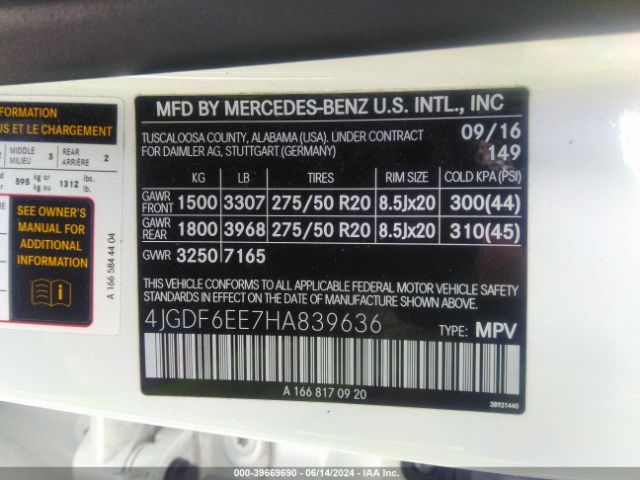 FORMATION
US ET LE CHARGEMENT
MIDDLE 3 REAR 2
MILIEU ARRIÈRE
595 kg or ou 1312 lbs. lb.
SEE OWNER'S
MANUAL FOR
ADDITIONAL
INFORMATION
A 166 584 44 04
MFD BY MERCEDES-BENZ U.S. INTL., INC
TUSCALOOSA COUNTY, ALABAMA (USA). UNDER CONTRACT 09/16
FOR DAIMLER AG, STUTTGART (GERMANY) 149
KG LB TIRES RIM SIZE COLD KPA (PSI)
GAWR FRONT 1500 3307 275/50 R20 8.5Jx20 300(44)
GAWR REAR 1800 3968 275/50 R20 8.5Jx20 310(45)
GVWR 3250 7165
THIS VEHICLE CONFORMS TO ALL APPLICABLE FEDERAL MOTOR VEHICLE SAFETY
STANDARDS IN EFFECT ON THE DATE OF MANUFACTURE SHOWN ABOVE.
4JGDF6EE7HA839636 TYPE: MPV
A 166 817 09 20
38931440
000-39669690 - 06/14/2024 - IAA Inc.